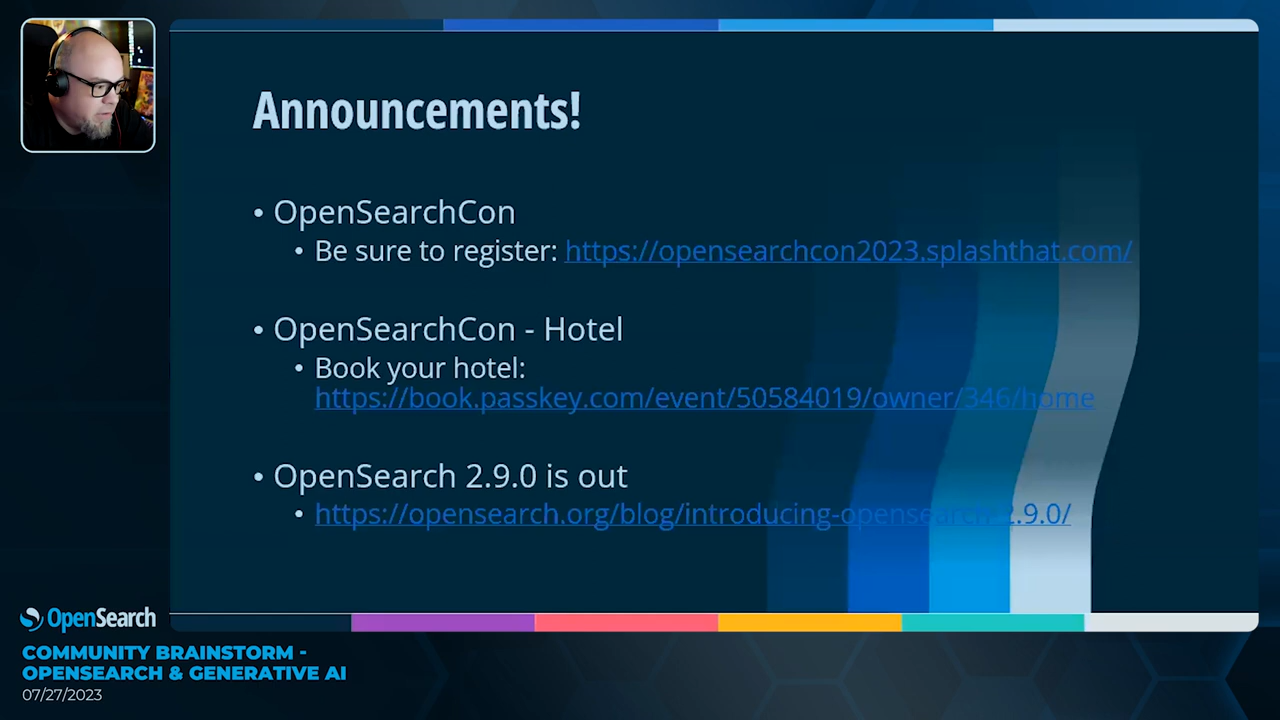 Announcements!
• OpenSearchCon
• Be sure to register: https://opensearchcon2023.splashthat.com/
• OpenSearchCon - Hotel
• Book your hotel:
https://book.passkey.com/event/50584019/owner/346/home
• OpenSearch 2.9.0 is out
• https://opensearch.org/blog/introducing-opensearch-2.9.0/
OpenSearch
COMMUNITY BRAINSTORM -
OPENSEARCH & GENERATIVE AI
07/27/2023